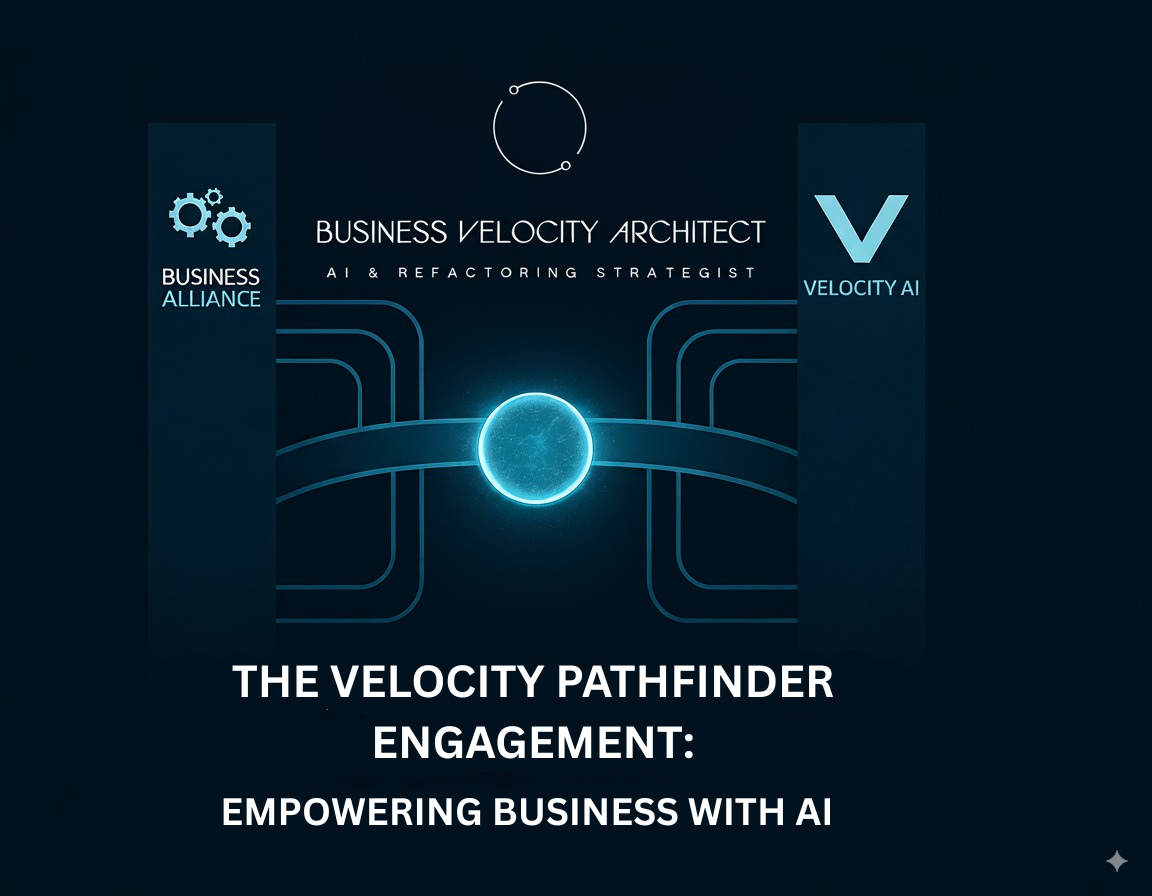 BUSINESS VELOCITY ARCHITECT
AI & REFACTORING STRATEGIST
BUSINESS
ALLIANCE
VELOCITY AI
THE VELOCITY PATHFINDER
ENGAGEMENT:
EMPOWERING BUSINESS WITH AI